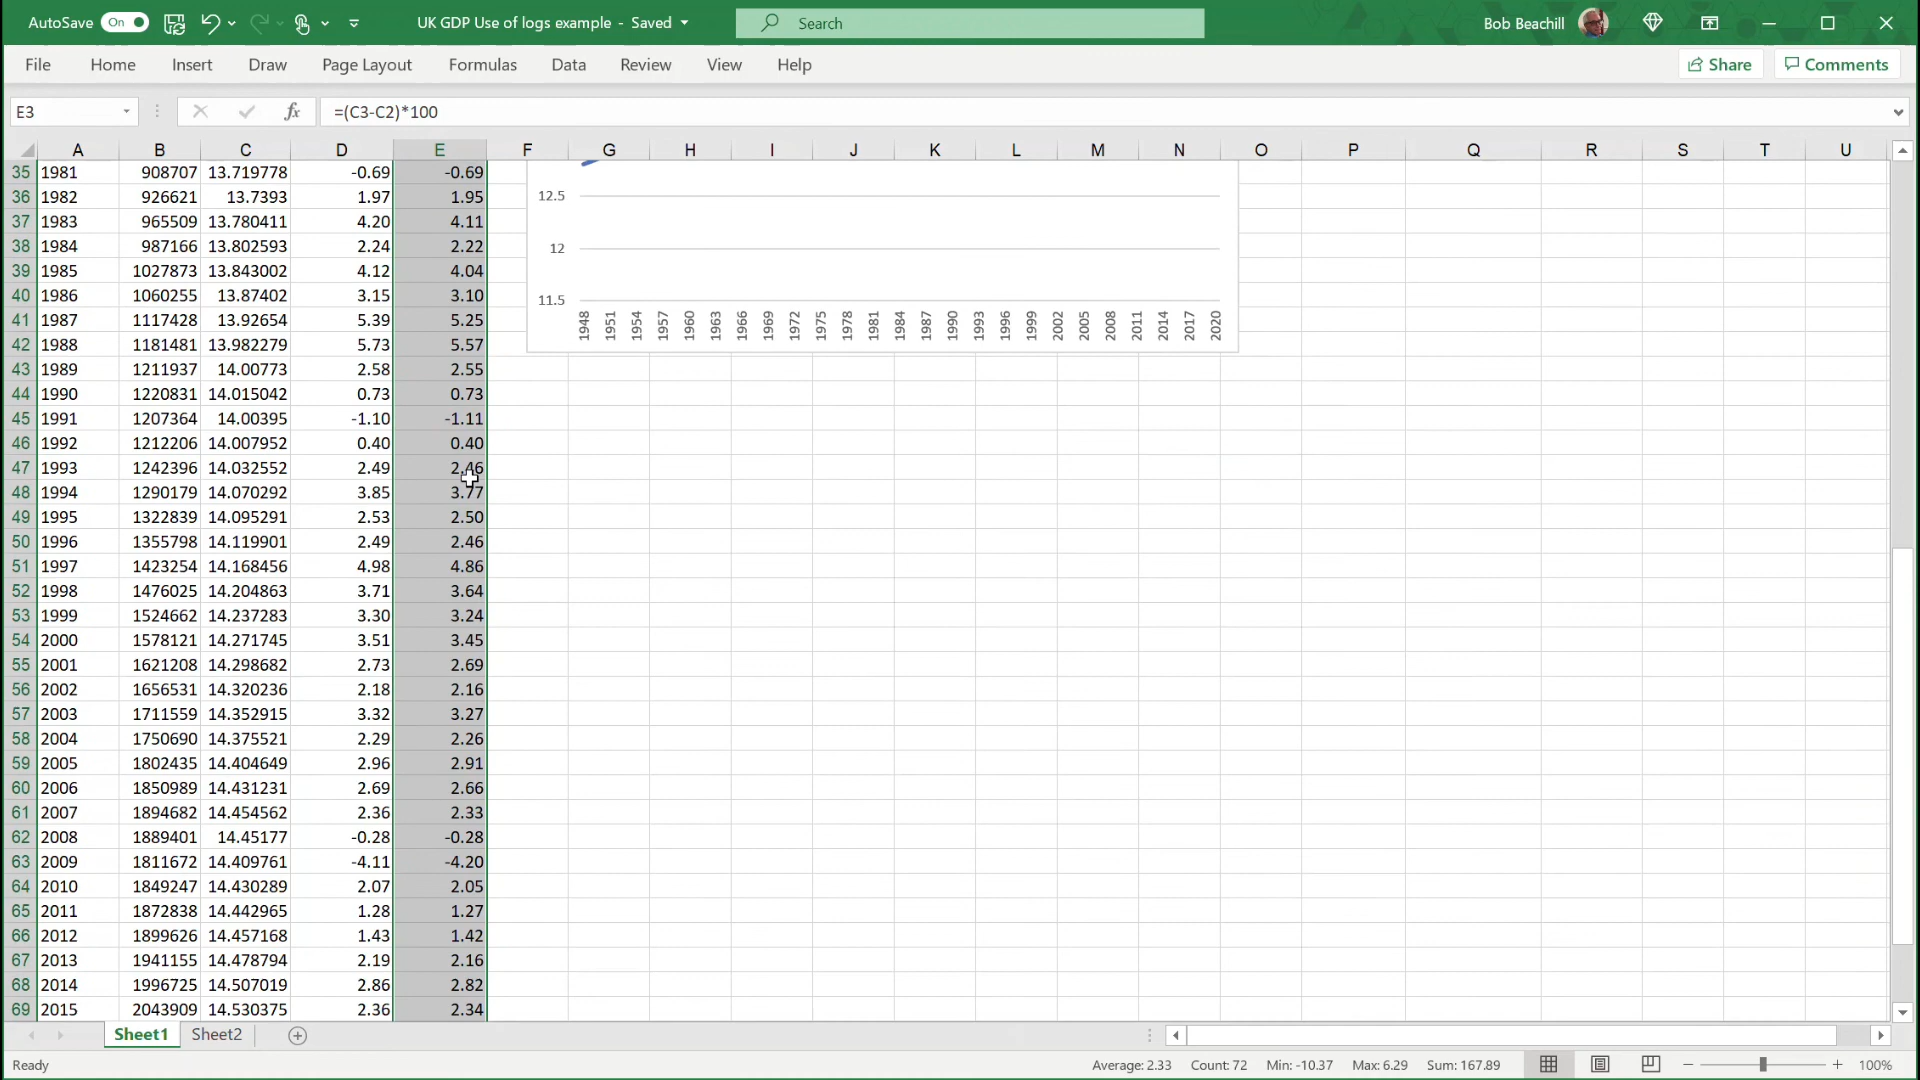 AutoSave On UK GDP Use of logs example - Saved Search Bob Beachill
File Home Insert Draw Page Layout Formulas Data Review View Help Share Comments
E3 fx =(C3-C2)*100
A B C D E F G H I J K L M N O P Q R S T U
35 1981 908707 13.719778 -0.69 -0.69
36 1982 926621 13.7393 1.97 1.95
37 1983 965509 13.780411 4.20 4.11
38 1984 987166 13.802593 2.24 2.22
39 1985 1027873 13.843002 4.12 4.04
40 1986 1060255 13.87402 3.15 3.10
41 1987 1117428 13.92654 5.39 5.25
42 1988 1181481 13.982279 5.73 5.57
43 1989 1211937 14.00773 2.58 2.55
44 1990 1220831 14.015042 0.73 0.73
45 1991 1207364 14.00395 -1.10 -1.11
46 1992 1212206 14.007952 0.40 0.40
47 1993 1242396 14.032552 2.49 2.46
48 1994 1290179 14.070292 3.85 3.77
49 1995 1322839 14.095291 2.53 2.50
50 1996 1355798 14.119901 2.49 2.46
51 1997 1423254 14.168456 4.98 4.86
52 1998 1476025 14.204863 3.71 3.64
53 1999 1524662 14.237283 3.30 3.24
54 2000 1578121 14.271745 3.51 3.45
55 2001 1621208 14.298682 2.73 2.69
56 2002 1656531 14.320236 2.18 2.16
57 2003 1711559 14.352915 3.32 3.27
58 2004 1750690 14.375521 2.29 2.26
59 2005 1802435 14.404649 2.96 2.91
60 2006 1850989 14.431231 2.69 2.66
61 2007 1894682 14.454562 2.36 2.33
62 2008 1889401 14.45177 -0.28 -0.28
63 2009 1811672 14.409761 -4.11 -4.20
64 2010 1849247 14.430289 2.07 2.05
65 2011 1872838 14.442965 1.28 1.27
66 2012 1899626 14.457168 1.43 1.42
67 2013 1941155 14.478794 2.19 2.16
68 2014 1996725 14.507019 2.86 2.82
69 2015 2043909 14.530375 2.36 2.34
12.5
12
11.5
1948 1951 1954 1957 1960 1963 1966 1969 1972 1975 1978 1981 1984 1987 1990 1993 1996 1999 2002 2005 2008 2011 2014 2017 2020
Sheet1 Sheet2
Ready Average: 2.33 Count: 72 Min: -10.37 Max: 6.29 Sum: 167.89 100%